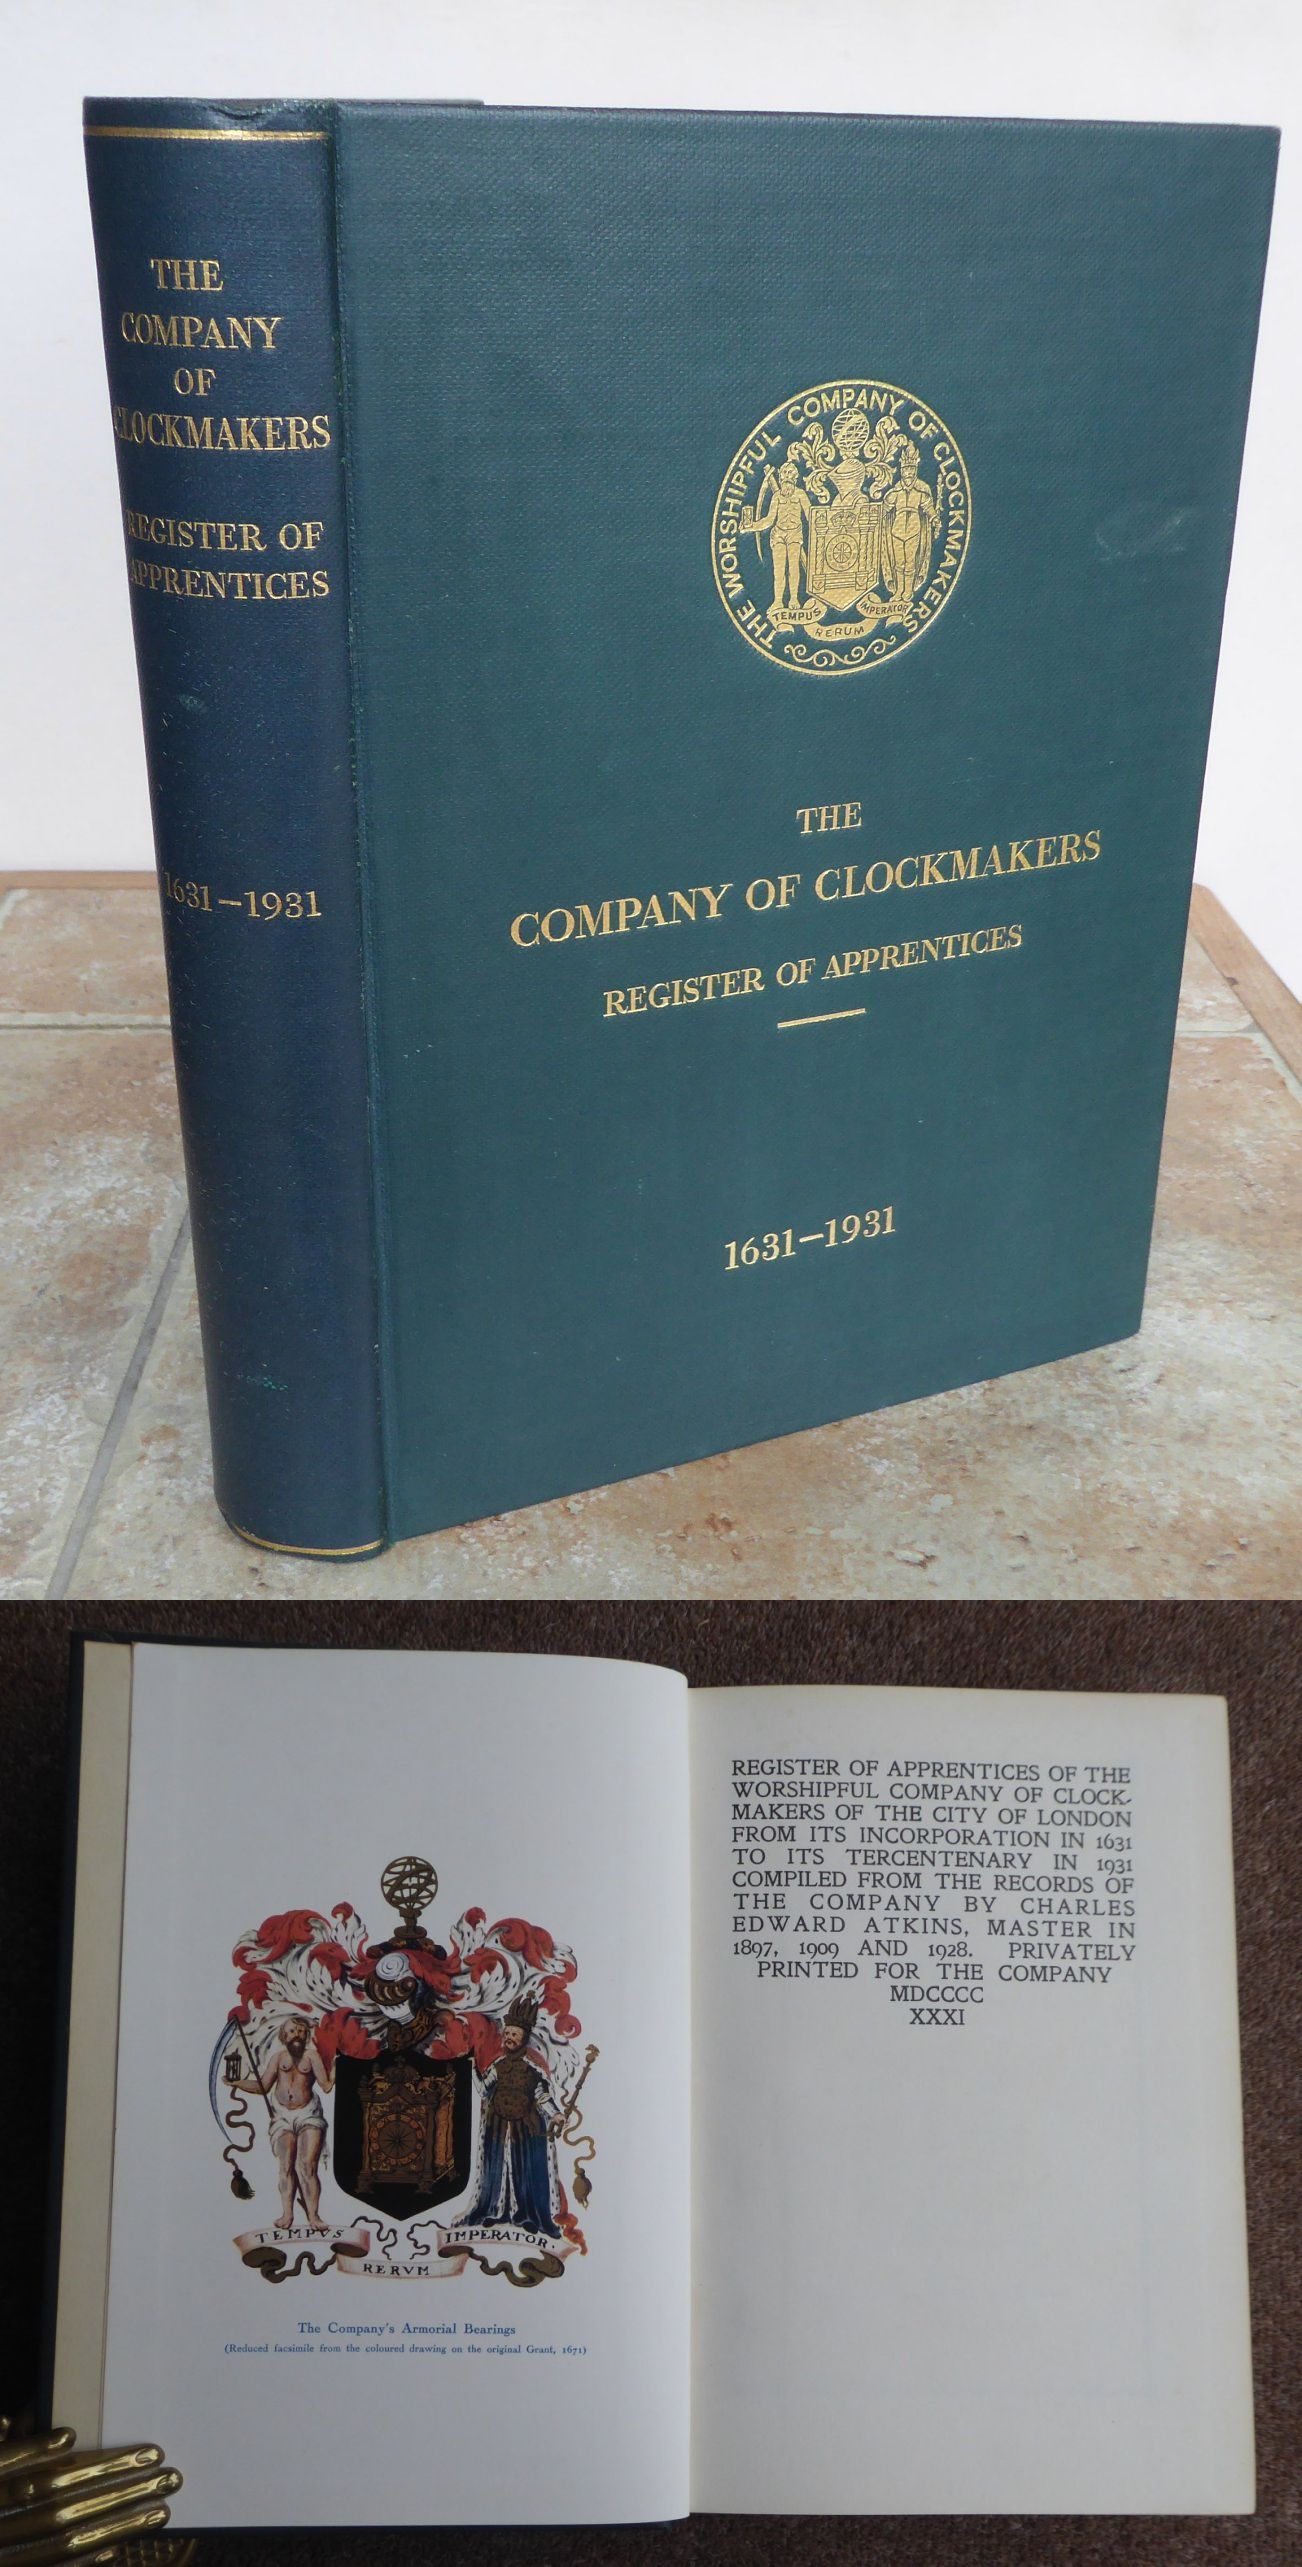 THE
COMPANY
OF
CLOCKMAKERS
REGISTER OF
APPRENTICES
1631–1931
THE WORSHIPFUL COMPANY OF CLOCKMAKERS
TEMPUS
RERUM
IMPERATOR
THE
COMPANY OF CLOCKMAKERS
REGISTER OF APPRENTICES
1631–1931
TEMPVS
RERVM
IMPERATOR.
The Company's Armorial Bearings
(Reduced facsimile from the coloured drawing on the original Grant, 1671)
REGISTER OF APPRENTICES OF THE
WORSHIPFUL COMPANY OF CLOCK-
MAKERS OF THE CITY OF LONDON
FROM ITS INCORPORATION IN 1631
TO ITS TERCENTENARY IN 1931
COMPILED FROM THE RECORDS OF
THE COMPANY BY CHARLES
EDWARD ATKINS, MASTER IN
1897, 1909 AND 1928. PRIVATELY
PRINTED FOR THE COMPANY
MDCCCC
XXXI